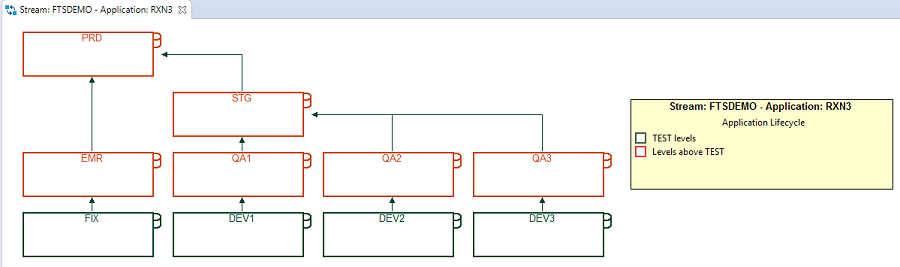 Stream: FTSDEMO - Application: RXN3
PRD
STG
EMR QA1 QA2 QA3
FIX DEV1 DEV2 DEV3
Stream: FTSDEMO - Application: RXN3
Application Lifecycle
TEST levels
Levels above TEST